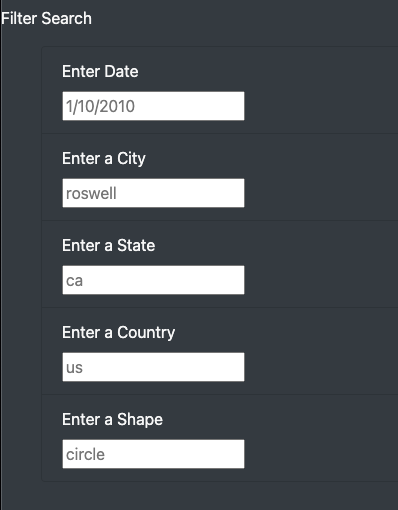 Filter Search
Enter Date
1/10/2010
Enter a City
roswell
Enter a State
ca
Enter a Country
us
Enter a Shape
circle